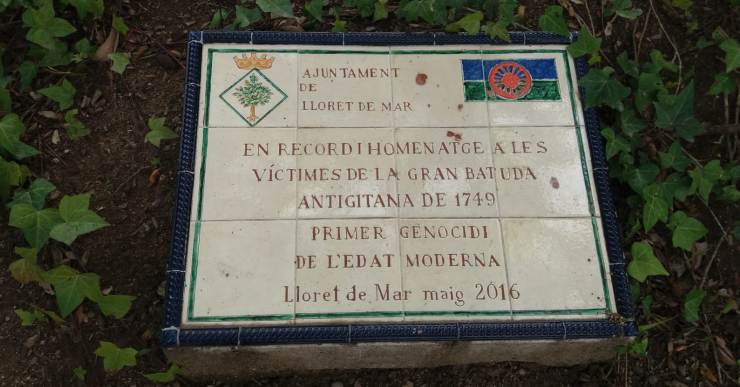 AJUNTAMENT
DE
LLORET DE MAR
EN RECORD I HOMENATGE A LES
VÍCTIMES DE LA GRAN BATUDA
ANTIGITANA DE 1749
PRIMER GENOCIDI
DE L'EDAT MODERNA
Lloret de Mar maig 2016